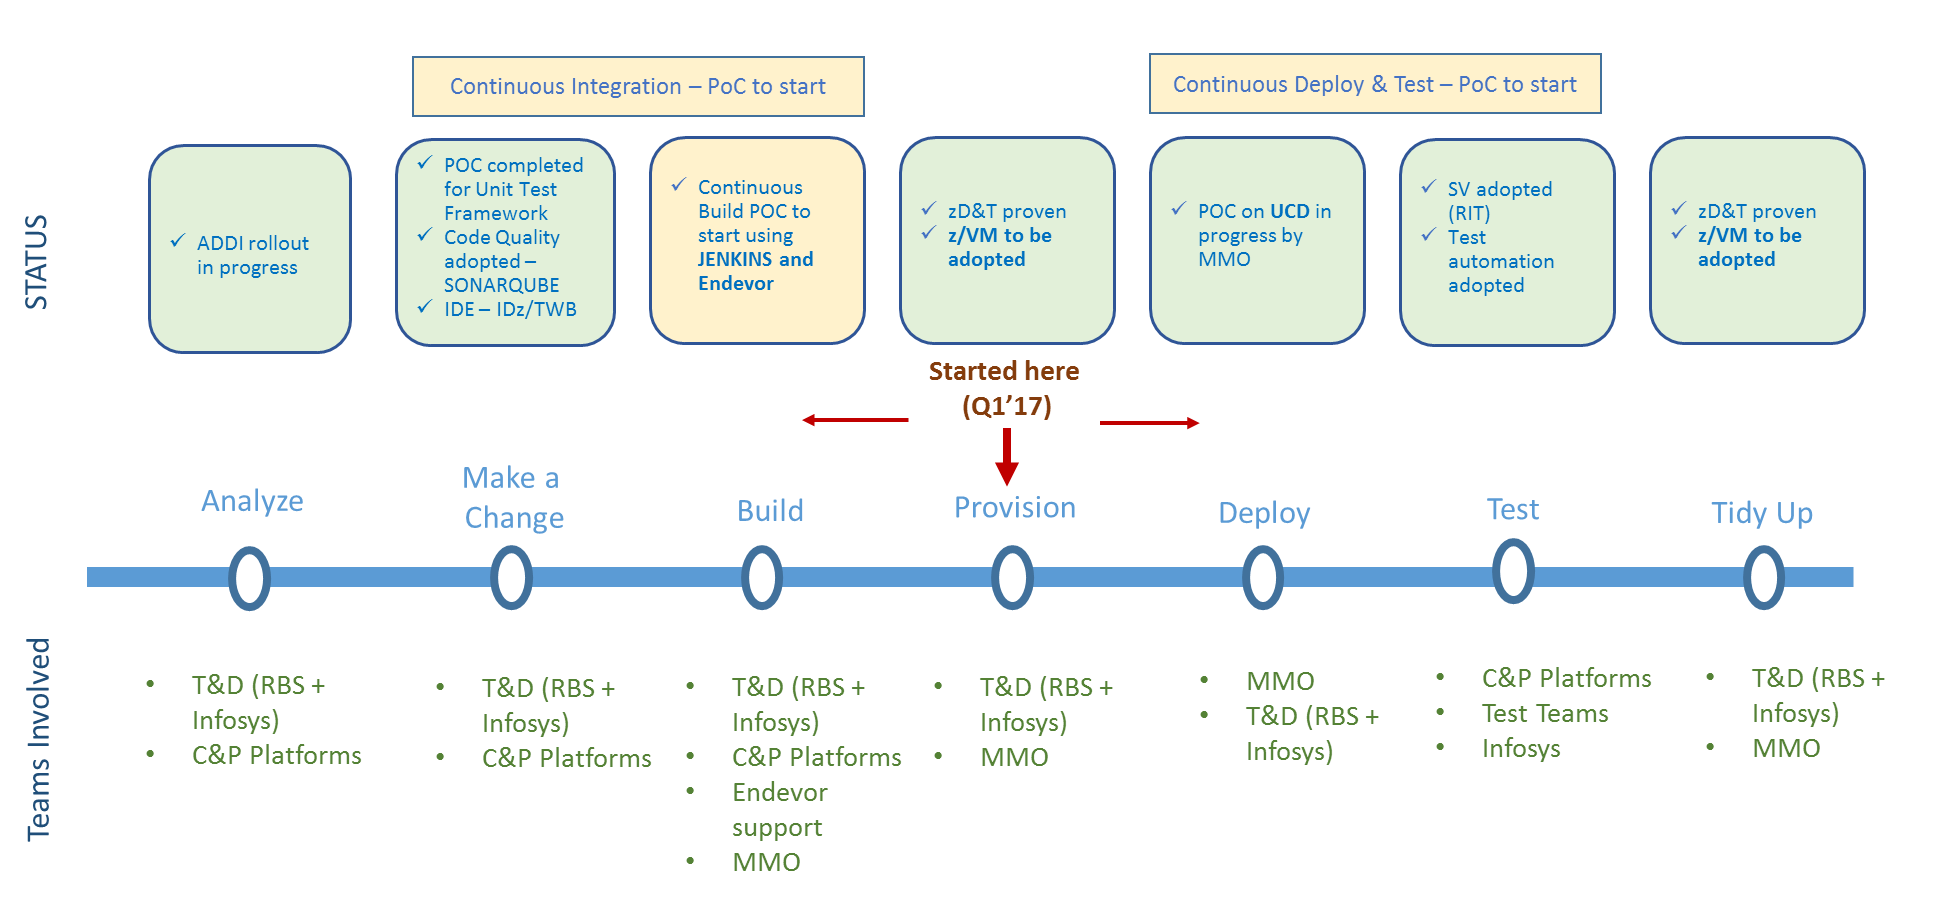 Continuous Integration – PoC to start
Continuous Deploy & Test – PoC to start
STATUS
ADDI rollout
in progress
POC completed
for Unit Test
Framework
Code Quality
adopted –
SONARQUBE
IDE – IDz/TWB
Continuous
Build POC to
start using
JENKINS and
Endevor
zD&T proven
z/VM to be
adopted
POC on UCD in
progress by
MMO
SV adopted
(RIT)
Test
automation
adopted
zD&T proven
z/VM to be
adopted
Started here
(Q1’17)
Analyze
Make a
Change
Build
Provision
Deploy
Test
Tidy Up
Teams Involved
• T&D (RBS +
Infosys)
• C&P Platforms
• T&D (RBS +
Infosys)
• C&P Platforms
• T&D (RBS +
Infosys)
• C&P Platforms
• Endevor
support
• MMO
• T&D (RBS +
Infosys)
• MMO
• MMO
• T&D (RBS +
Infosys)
• C&P Platforms
• Test Teams
• Infosys
• T&D (RBS +
Infosys)
• MMO